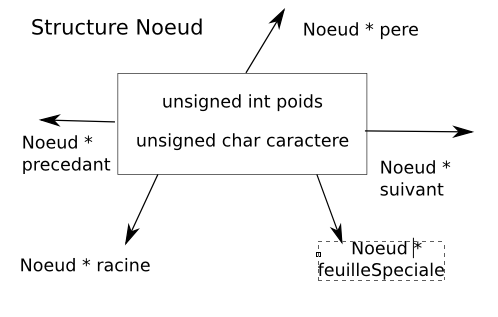 Structure Noeud
Noeud * pere
unsigned int poids
unsigned char caractere
Noeud *
precedant
Noeud *
suivant
Noeud * racine
Noeud *
feuilleSpeciale